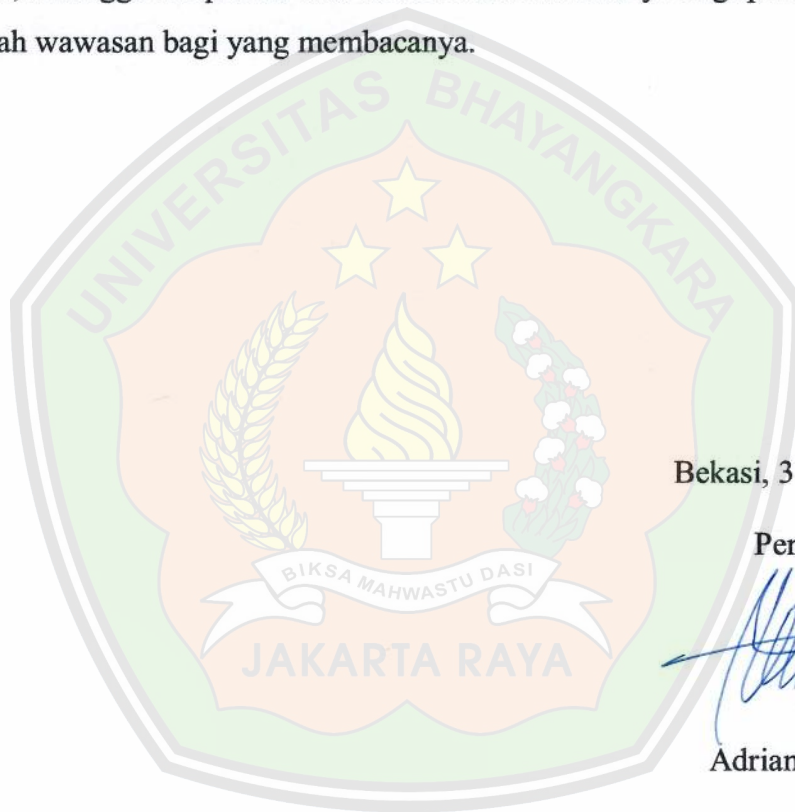 ah wawasan bagi yang membacanya.
UNIVERSITAS BHAYANGKARA
Bekasi, 3
Per
BIKSA MAHWASTU DASI
JAKARTA RAYA
Adrian